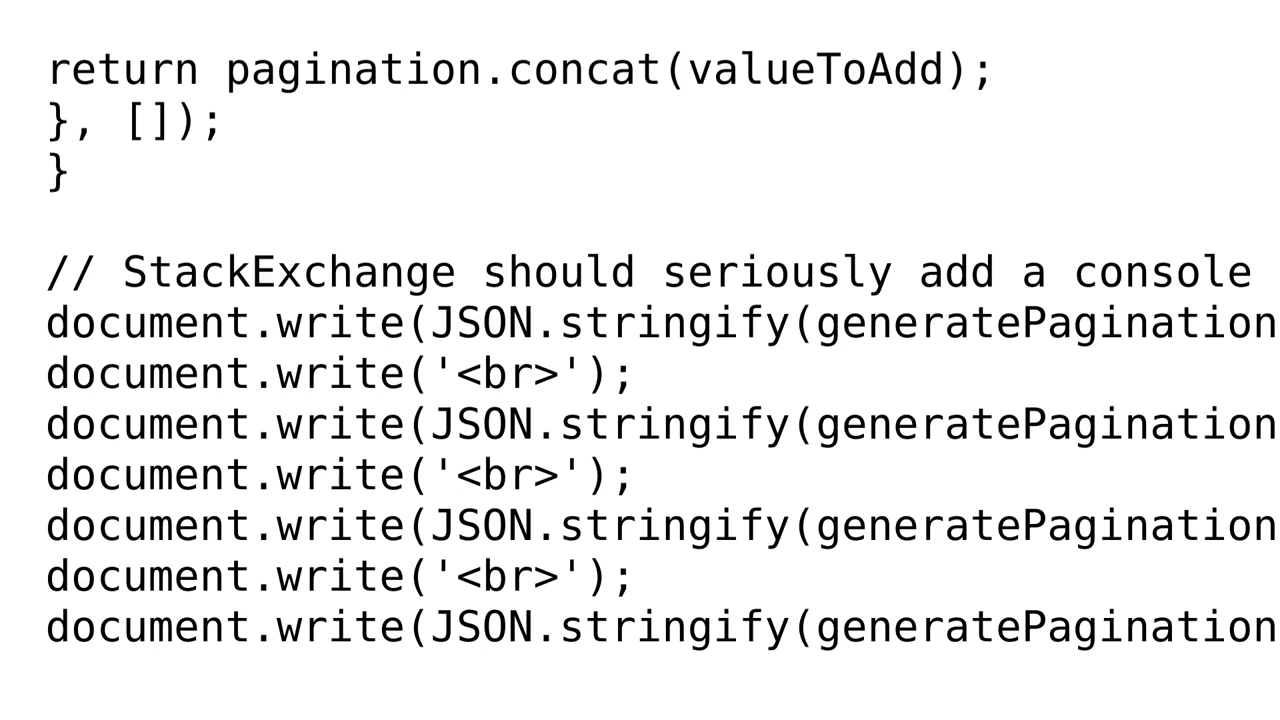 return pagination.concat(valueToAdd);
}, []);
}
// StackExchange should seriously add a console
document.write(JSON.stringify(generatePagination
document.write('<br>');
document.write(JSON.stringify(generatePagination
document.write('<br>');
document.write(JSON.stringify(generatePagination
document.write('<br>');
document.write(JSON.stringify(generatePagination